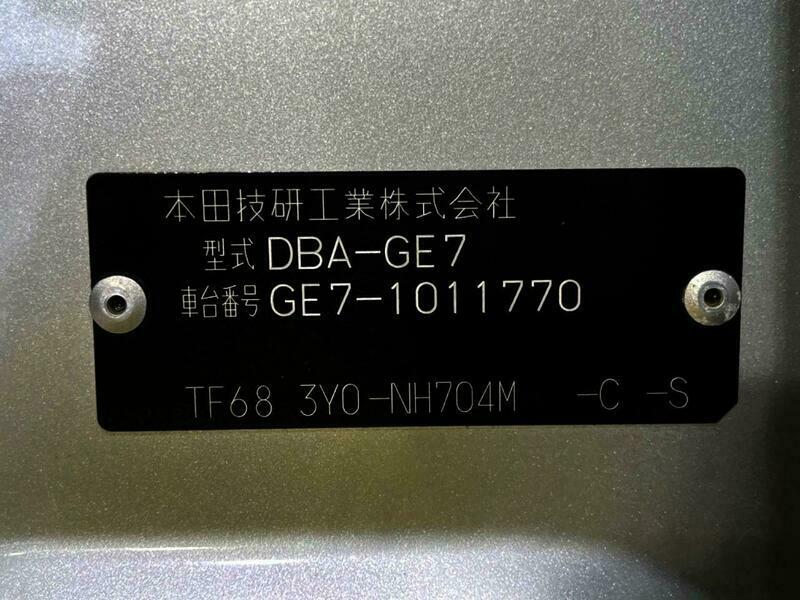 本田技研工業株式会社
型式 DBA-GE7
車台番号 GE7-1011770
TF68 3Y0-NH704M -C -S